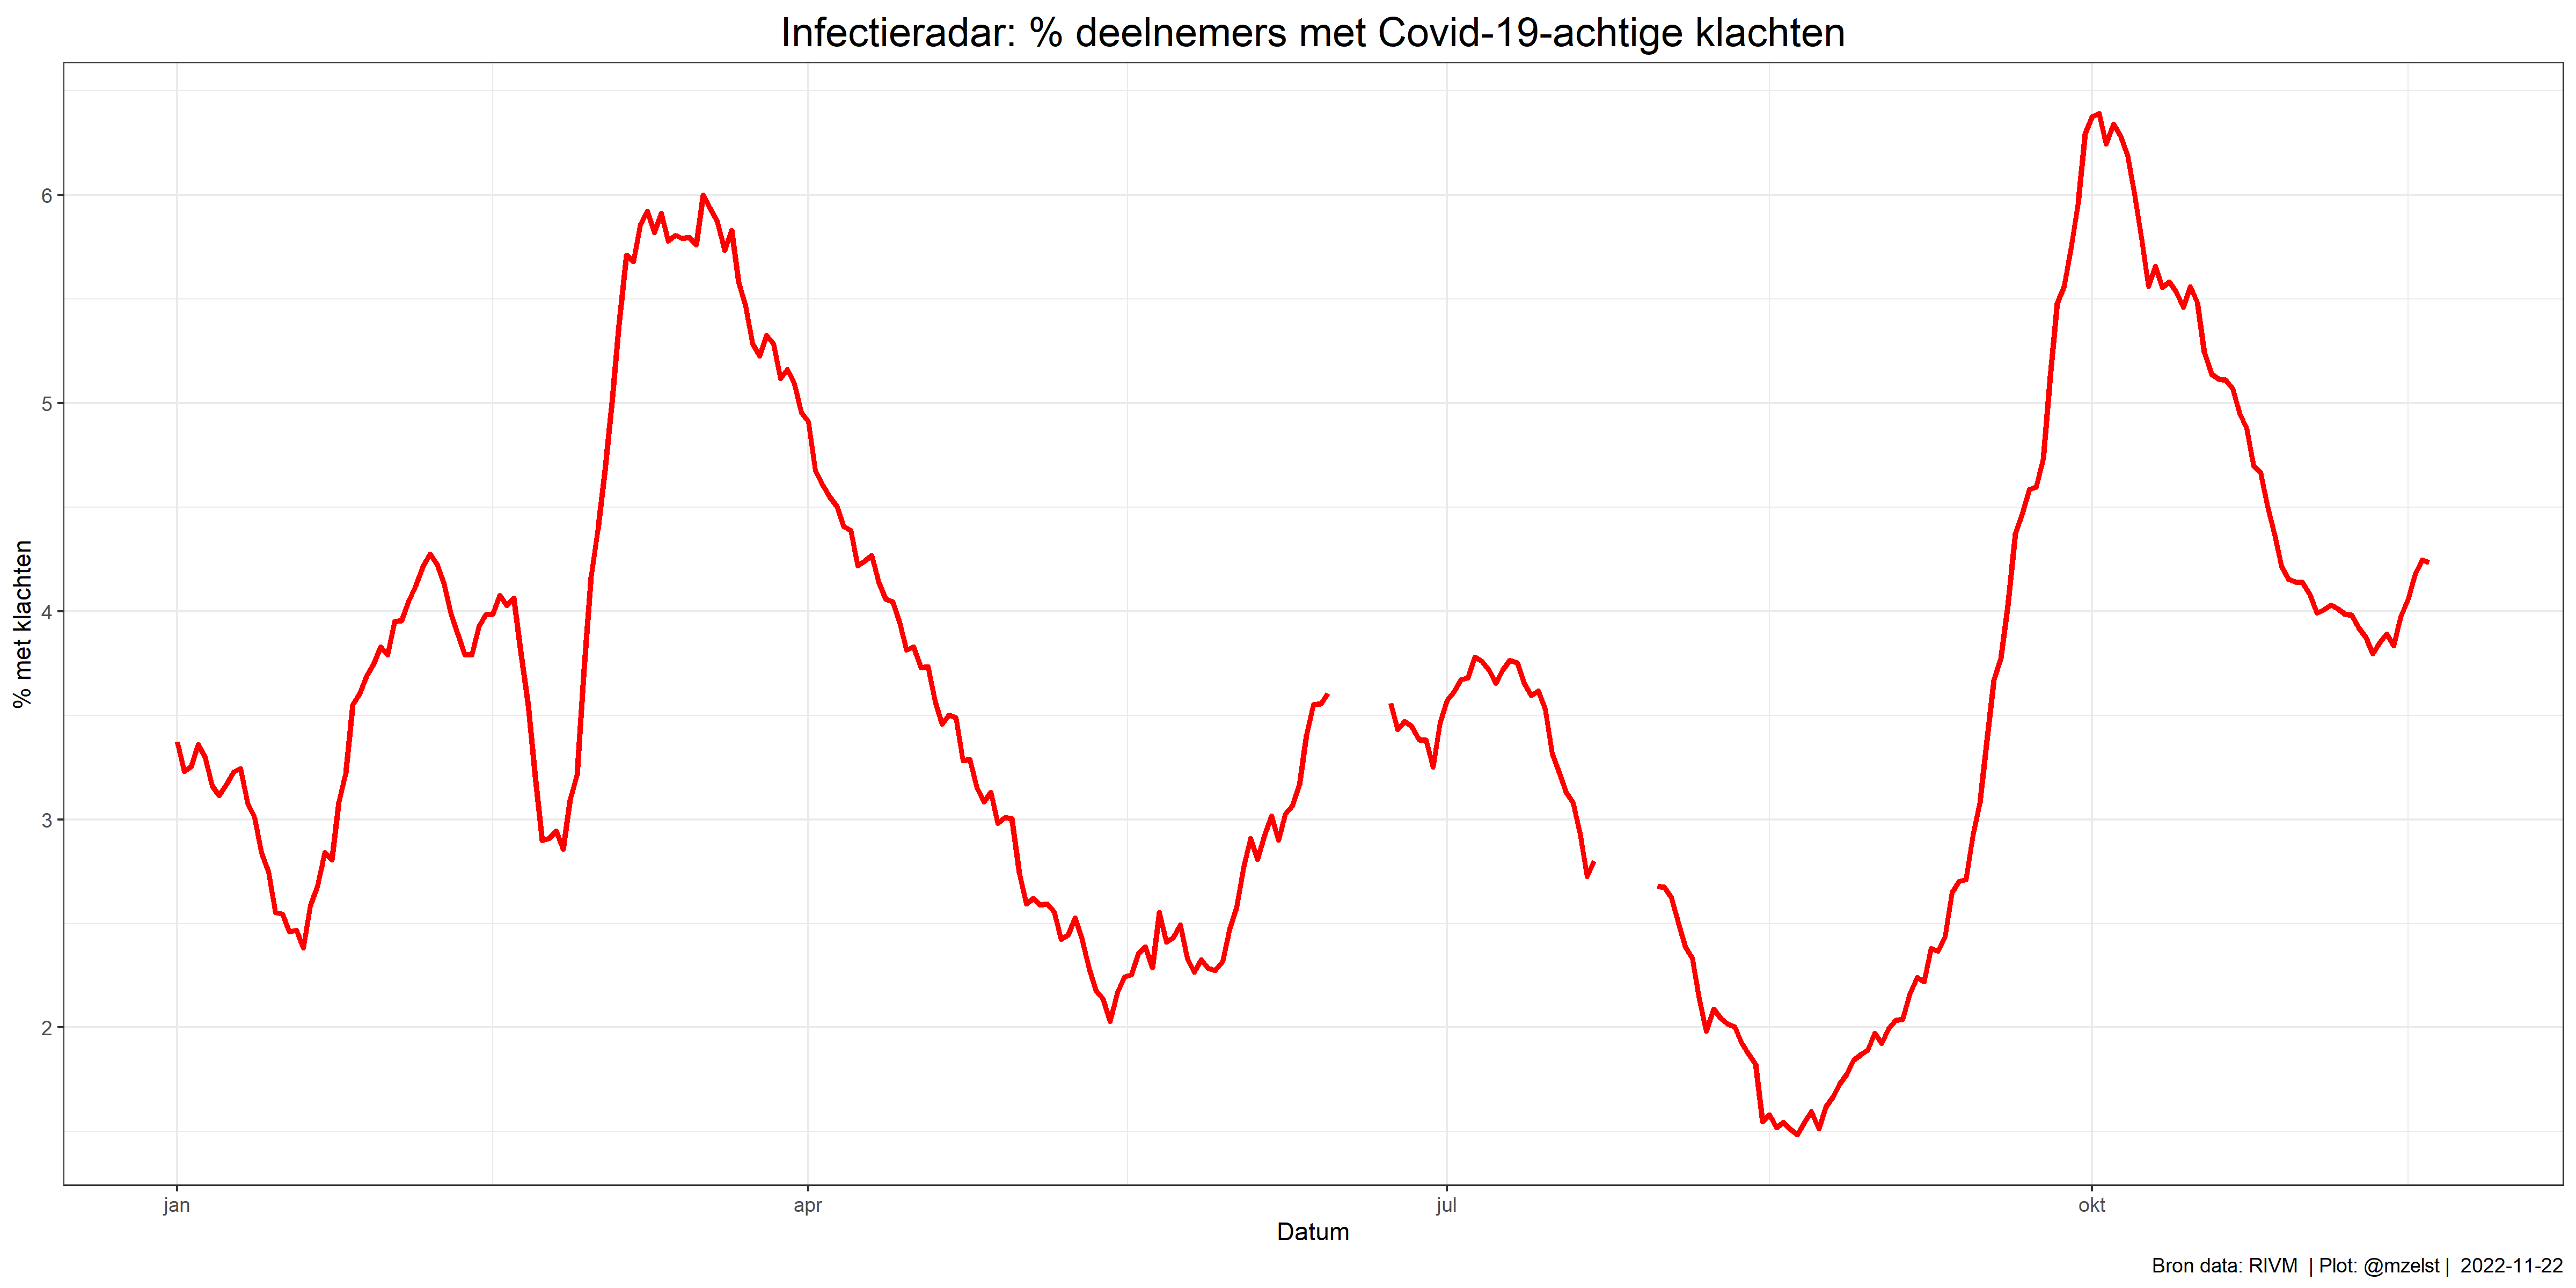 Infectieradar: % deelnemers met Covid-19-achtige klachten
% met klachten
6
5
4
3
2
jan apr jul okt
Datum
Bron data: RIVM | Plot: @mzelst | 2022-11-22